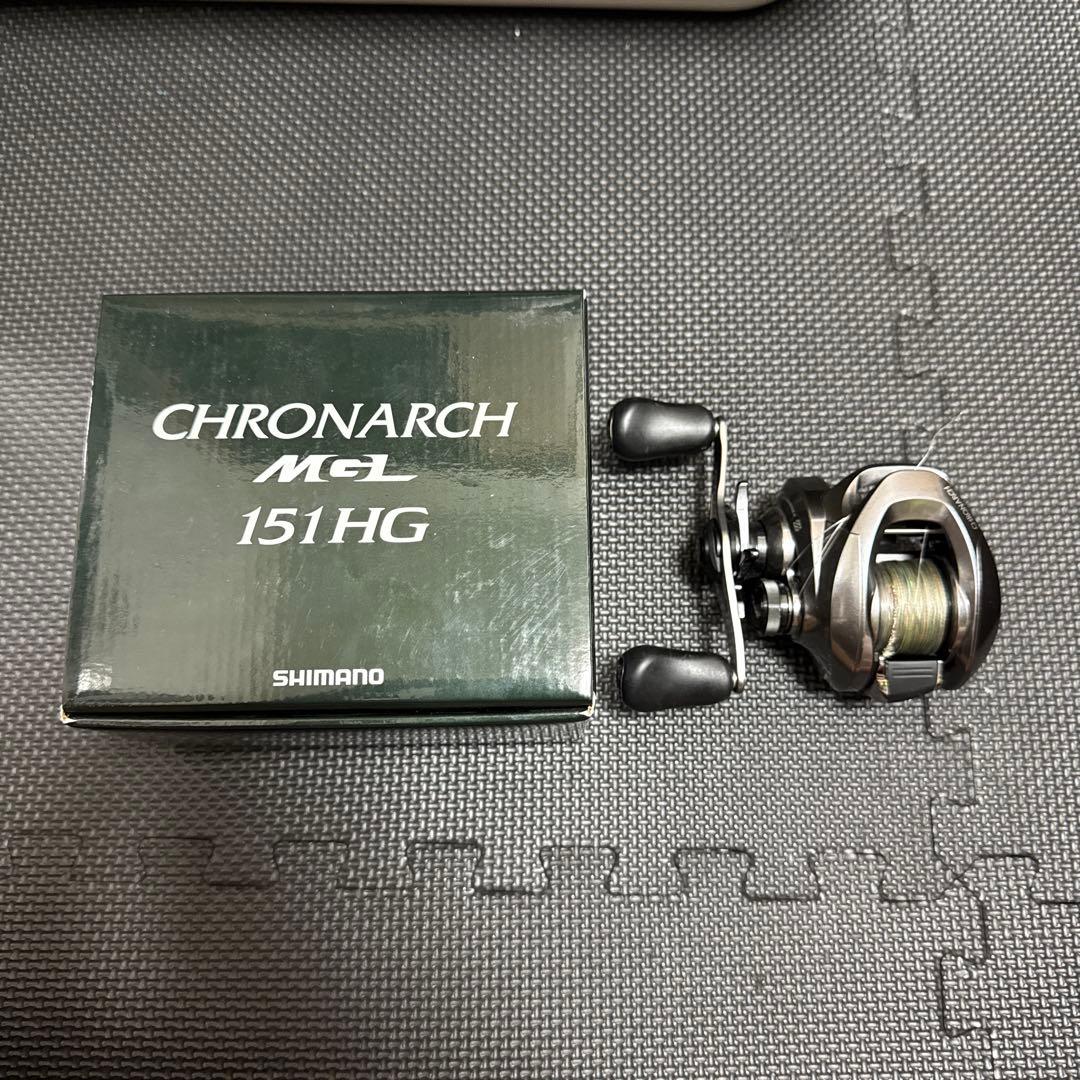 CHRONARCH
MGL
151HG
SHIMANO